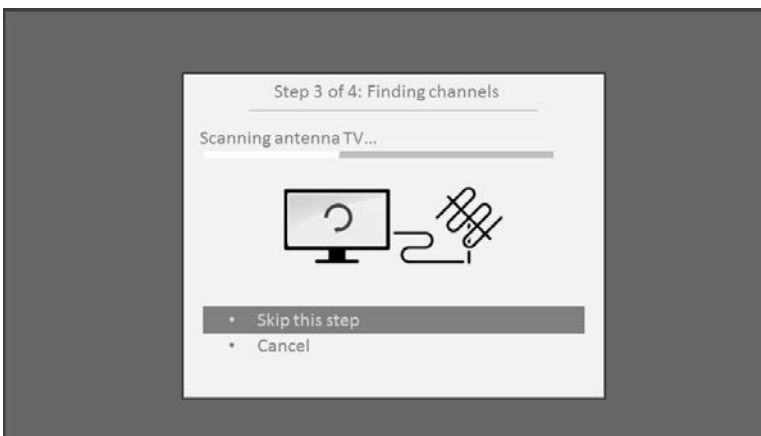 Step 3 of 4: Finding channels
Scanning antenna TV...
• Skip this step
• Cancel